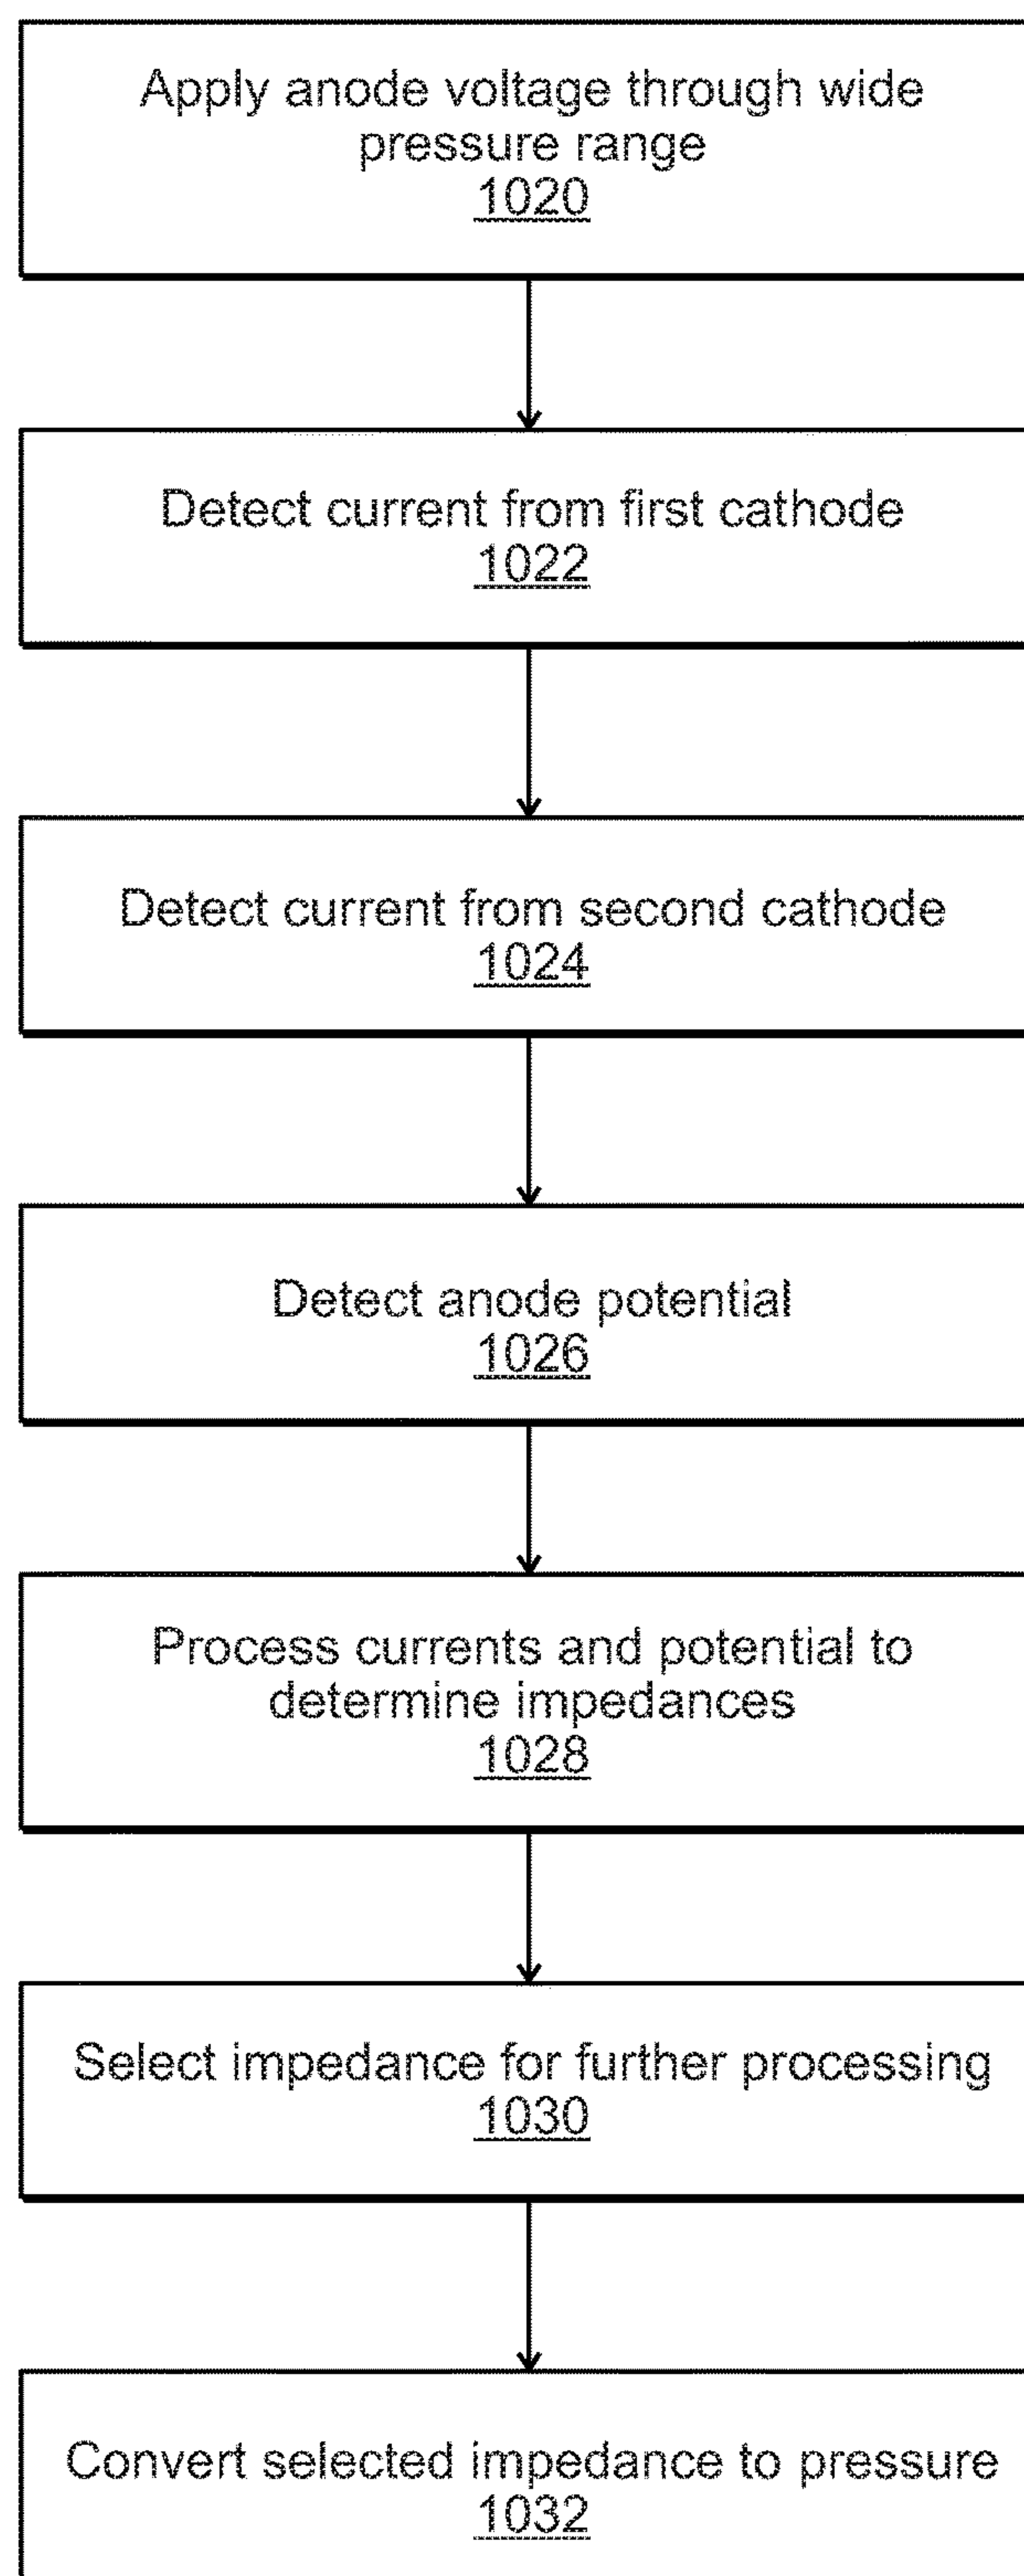 Apply anode voltage through wide
pressure range
1020
Detect current from first cathode
1022
Detect current from second cathode
1024
Detect anode potential
1026
Process currents and potential to
determine impedances
1028
Select impedance for further processing
1030
Convert selected impedance to pressure
1032